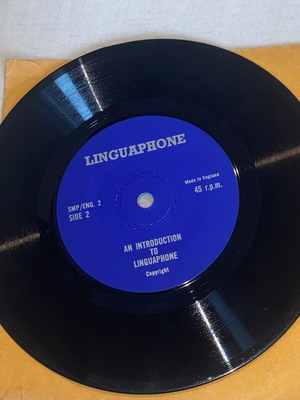 LINGUAPHONE
SMP/ENG. 2
SIDE 2
Made in England
45 r.p.m.
AN INTRODUCTION
TO
LINGUAPHONE
Copyright